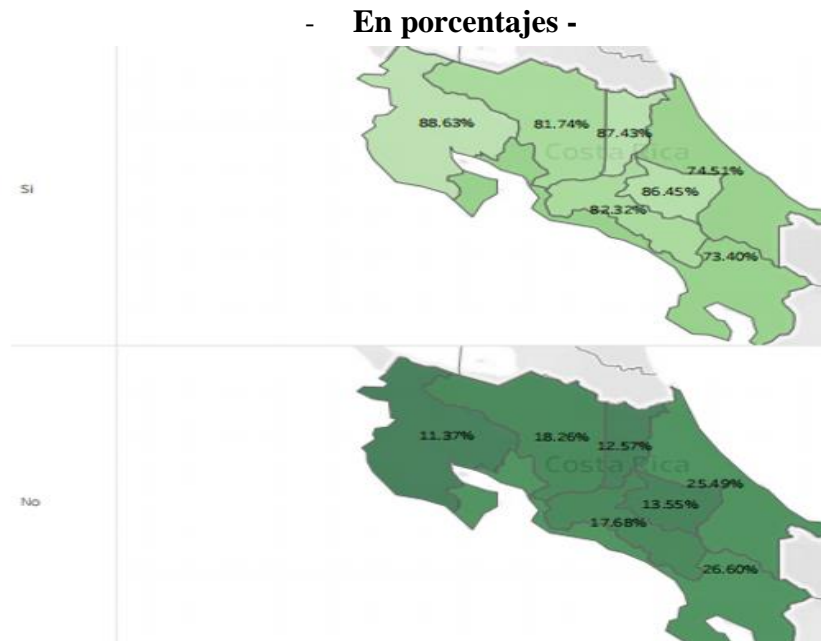 - En porcentajes -
88.63%
81.74%
87.43%
Costa Rica
74.51%
Si
86.45%
82.32%
73.40%
11.37%
18.26%
12.57%
Costa Rica
25.49%
No
13.55%
17.68%
26.60%